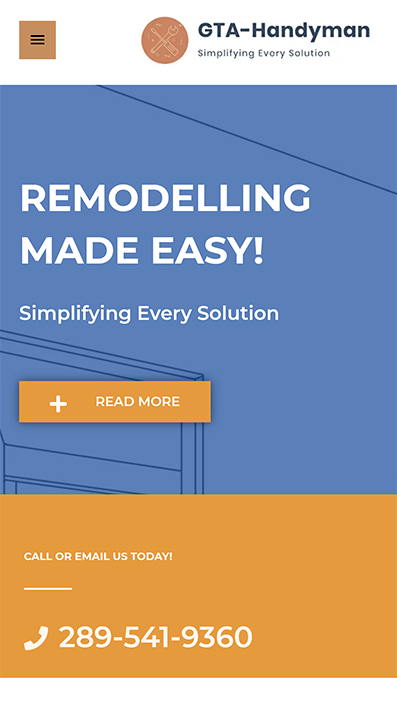 GTA-Handyman
Simplifying Every Solution
REMODELLING
MADE EASY!
Simplifying Every Solution
READ MORE
CALL OR EMAIL US TODAY!
289-541-9360